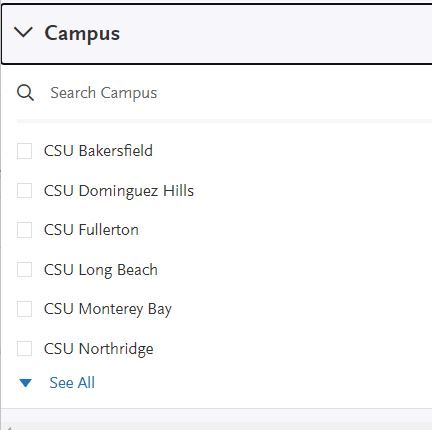 Campus
Search Campus
CSU Bakersfield
CSU Dominguez Hills
CSU Fullerton
CSU Long Beach
CSU Monterey Bay
CSU Northridge
See All